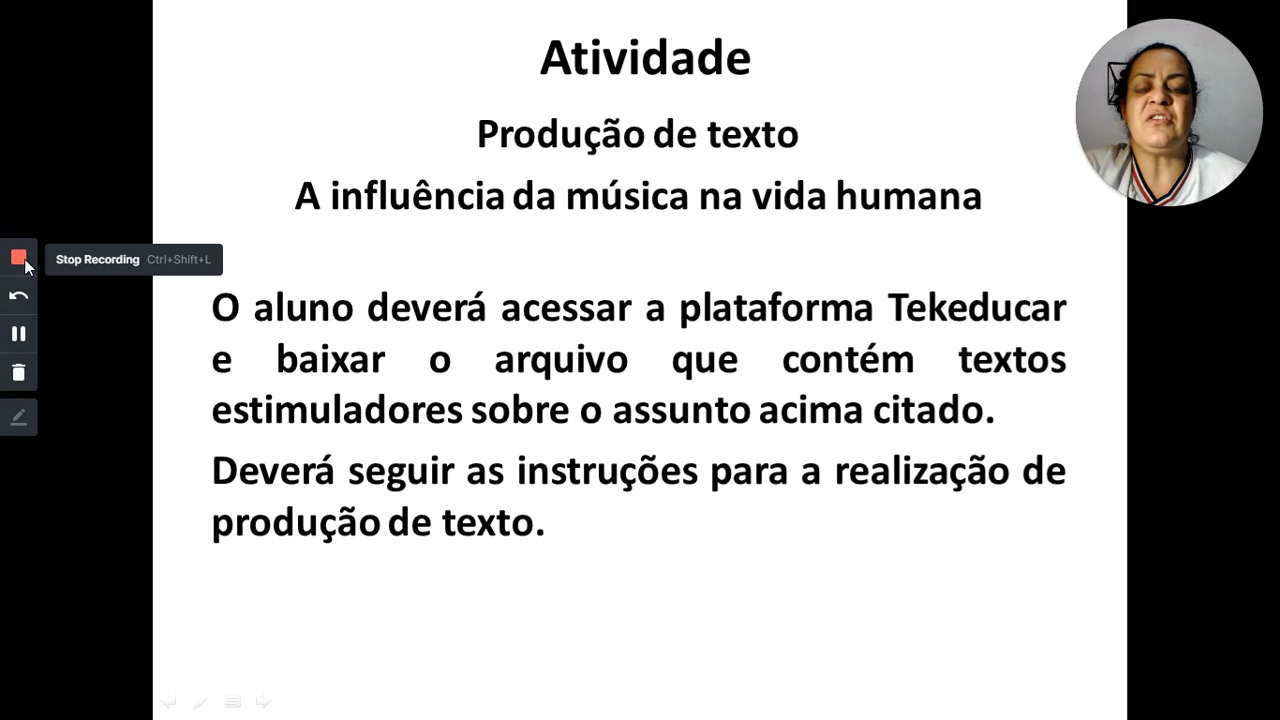 Atividade
Produção de texto
A influência da música na vida humana
Stop Recording Ctrl+Shift+L
O aluno deverá acessar a plataforma Tekeducar
e baixar o arquivo que contém textos
estimuladores sobre o assunto acima citado.
Deverá seguir as instruções para a realização de
produção de texto.